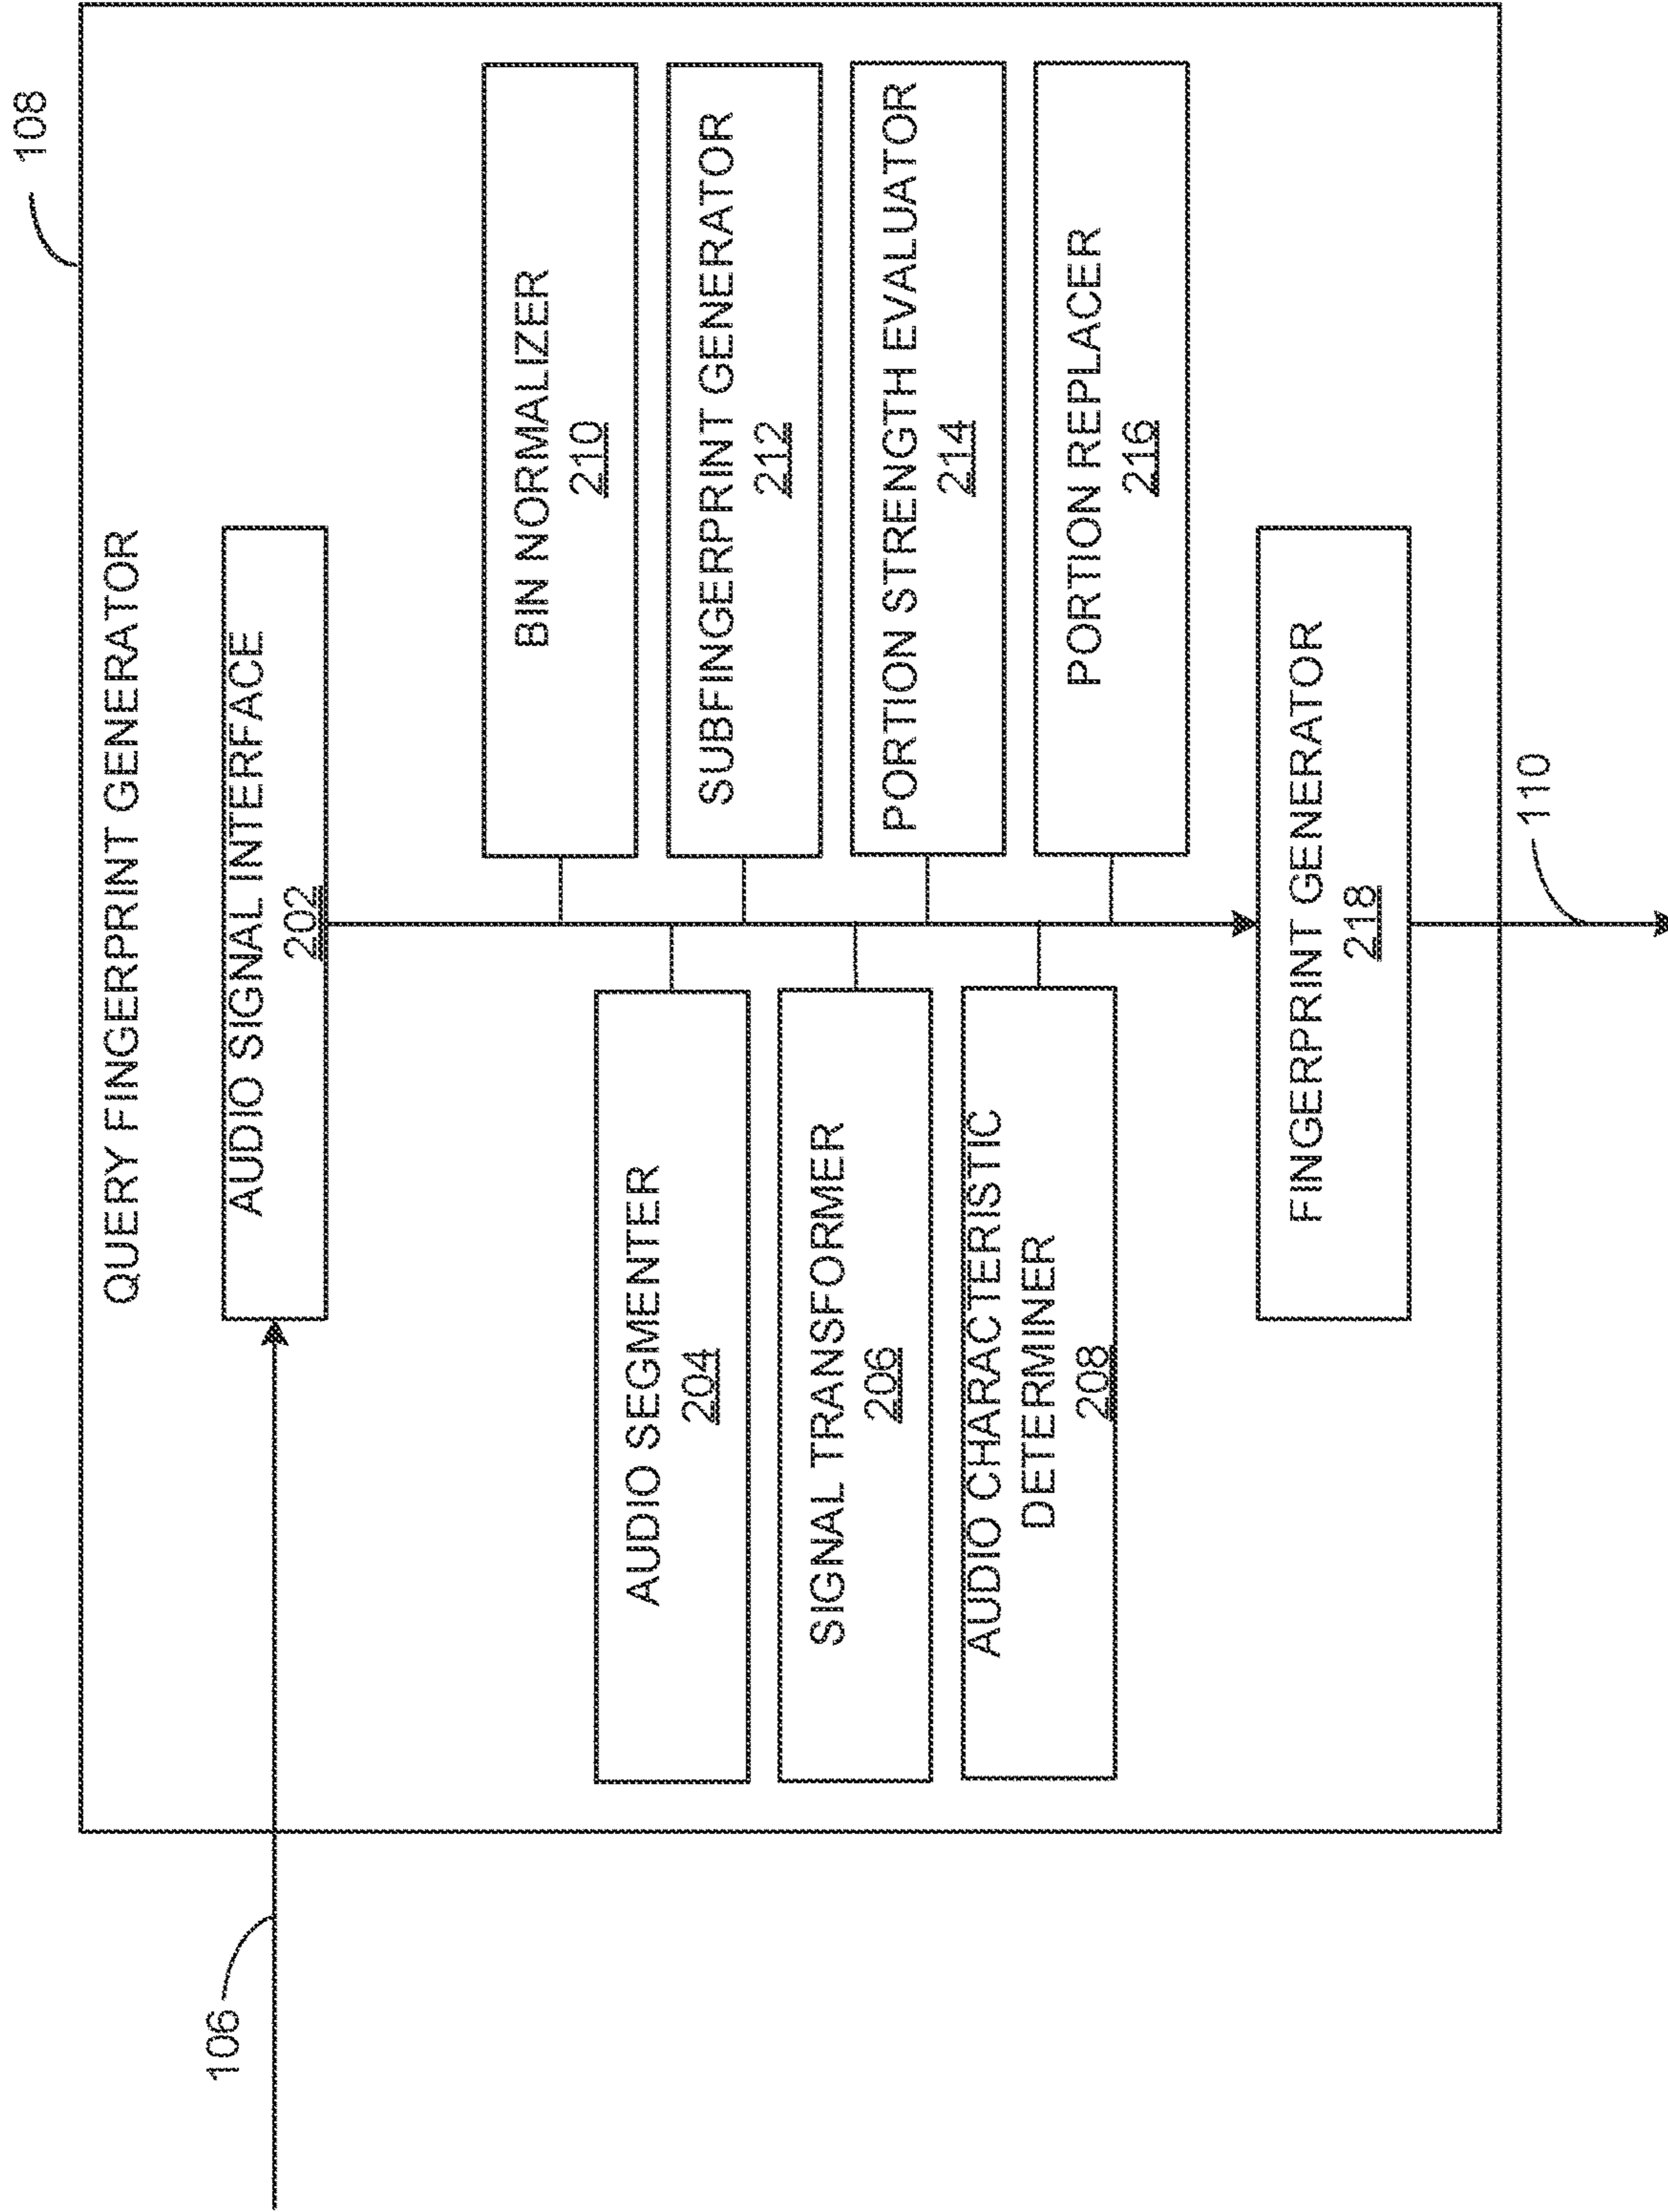 108
QUERY FINGERPRINT GENERATOR
106
AUDIO SIGNAL INTERFACE
202
AUDIO SEGMENTER
204
SIGNAL TRANSFORMER
206
AUDIO CHARACTERISTIC
DETERMINER
208
BIN NORMALIZER
210
SUBFINGERPRINT GENERATOR
212
PORTION STRENGTH EVALUATOR
214
PORTION REPLACER
216
FINGERPRINT GENERATOR
218
110